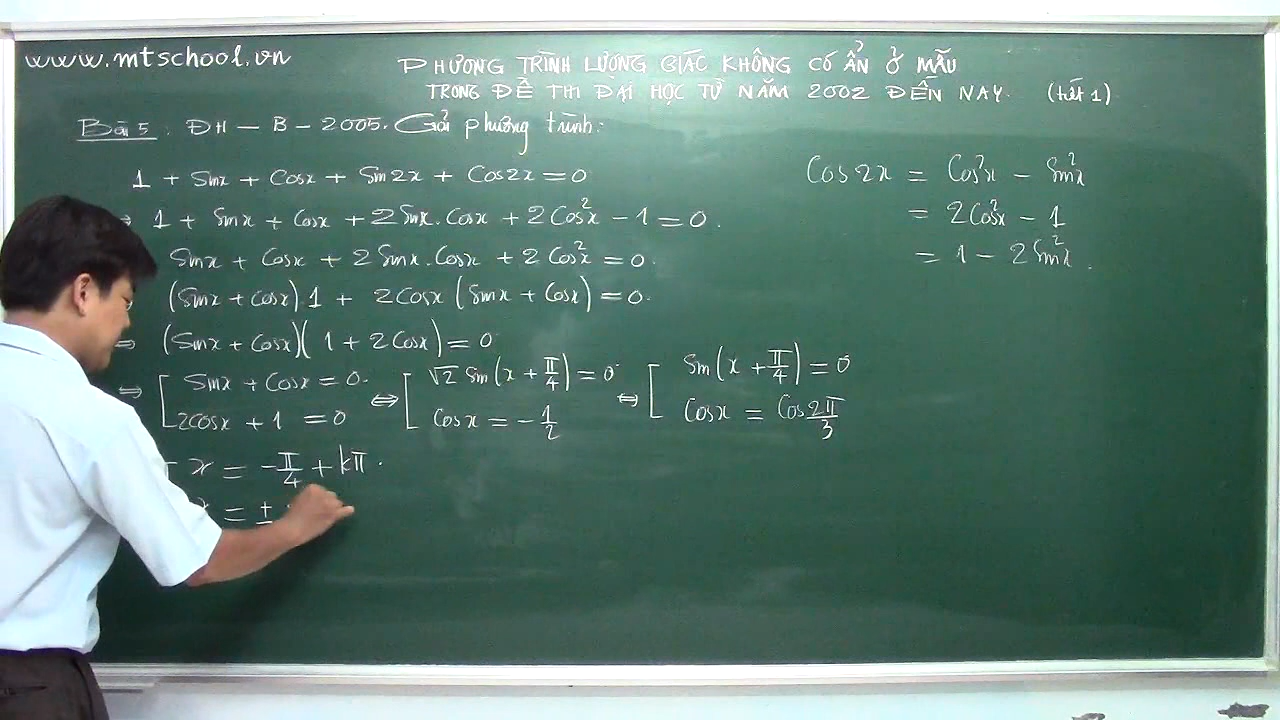 www.mtschool.vn
PHƯƠNG TRÌNH LƯỢNG GIÁC KHÔNG CÓ ẨN Ở MẪU
TRONG ĐỀ THI ĐẠI HỌC TỪ NĂM 2002 ĐẾN NAY. (tiết 1)
Bài 5. ĐH - B - 2005. Giải phương trình:
1 + Sinx + Cosx + Sin2x + Cos2x = 0
⇔ 1 + Sinx + Cosx + 2Sinx.Cosx + 2Cos²x - 1 = 0.
Sinx + Cosx + 2Sinx.Cosx + 2Cos²x = 0.
(Sinx + Cosx)1 + 2Cosx(Sinx + Cosx) = 0.
⇔ (Sinx + Cosx)(1 + 2Cosx) = 0
⇔ [ Sinx + Cosx = 0. ⇔ [ √2 Sin(x + π/4) = 0 ⇔ [ Sin(x + π/4) = 0
2Cosx + 1 = 0 Cosx = -1/2 Cosx = Cos 2π/3
x = -π/4 + kπ.
x = ±
Cos2x = Cos²x - Sin²x
= 2Cos²x - 1
= 1 - 2Sin²x.